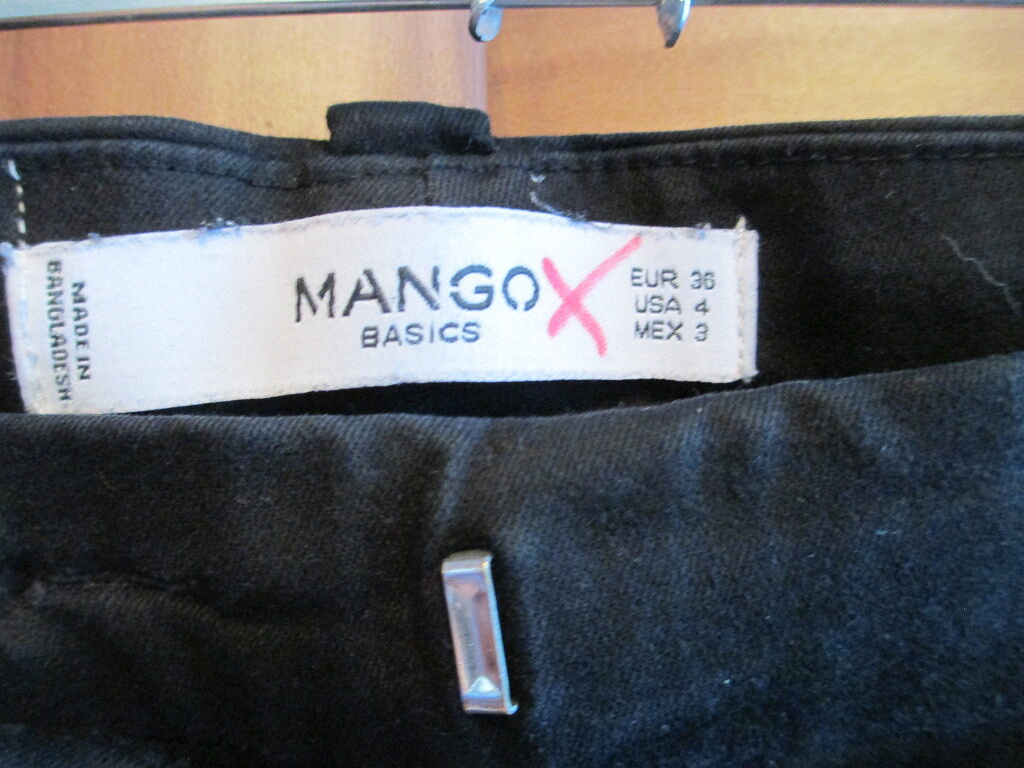 MANGO
BASICS
EUR 36
USA 4
MEX 3
MADE IN
BANGLADESH